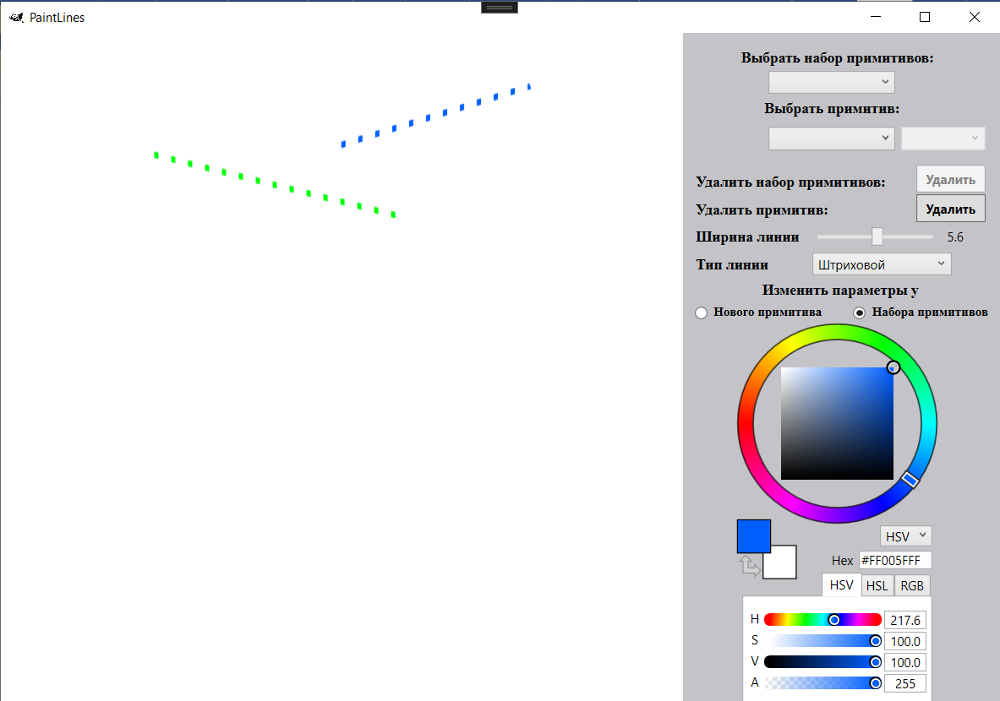 PaintLines
Выбрать набор примитивов:
Выбрать примитив:
Удалить набор примитивов: Удалить
Удалить примитив: Удалить
Ширина линии 5.6
Тип линии Штриховой
Изменить параметры у
Нового примитива Набора примитивов
HSV
Hex #FF005FFF
HSV HSL RGB
H 217.6
S 100.0
V 100.0
A 255